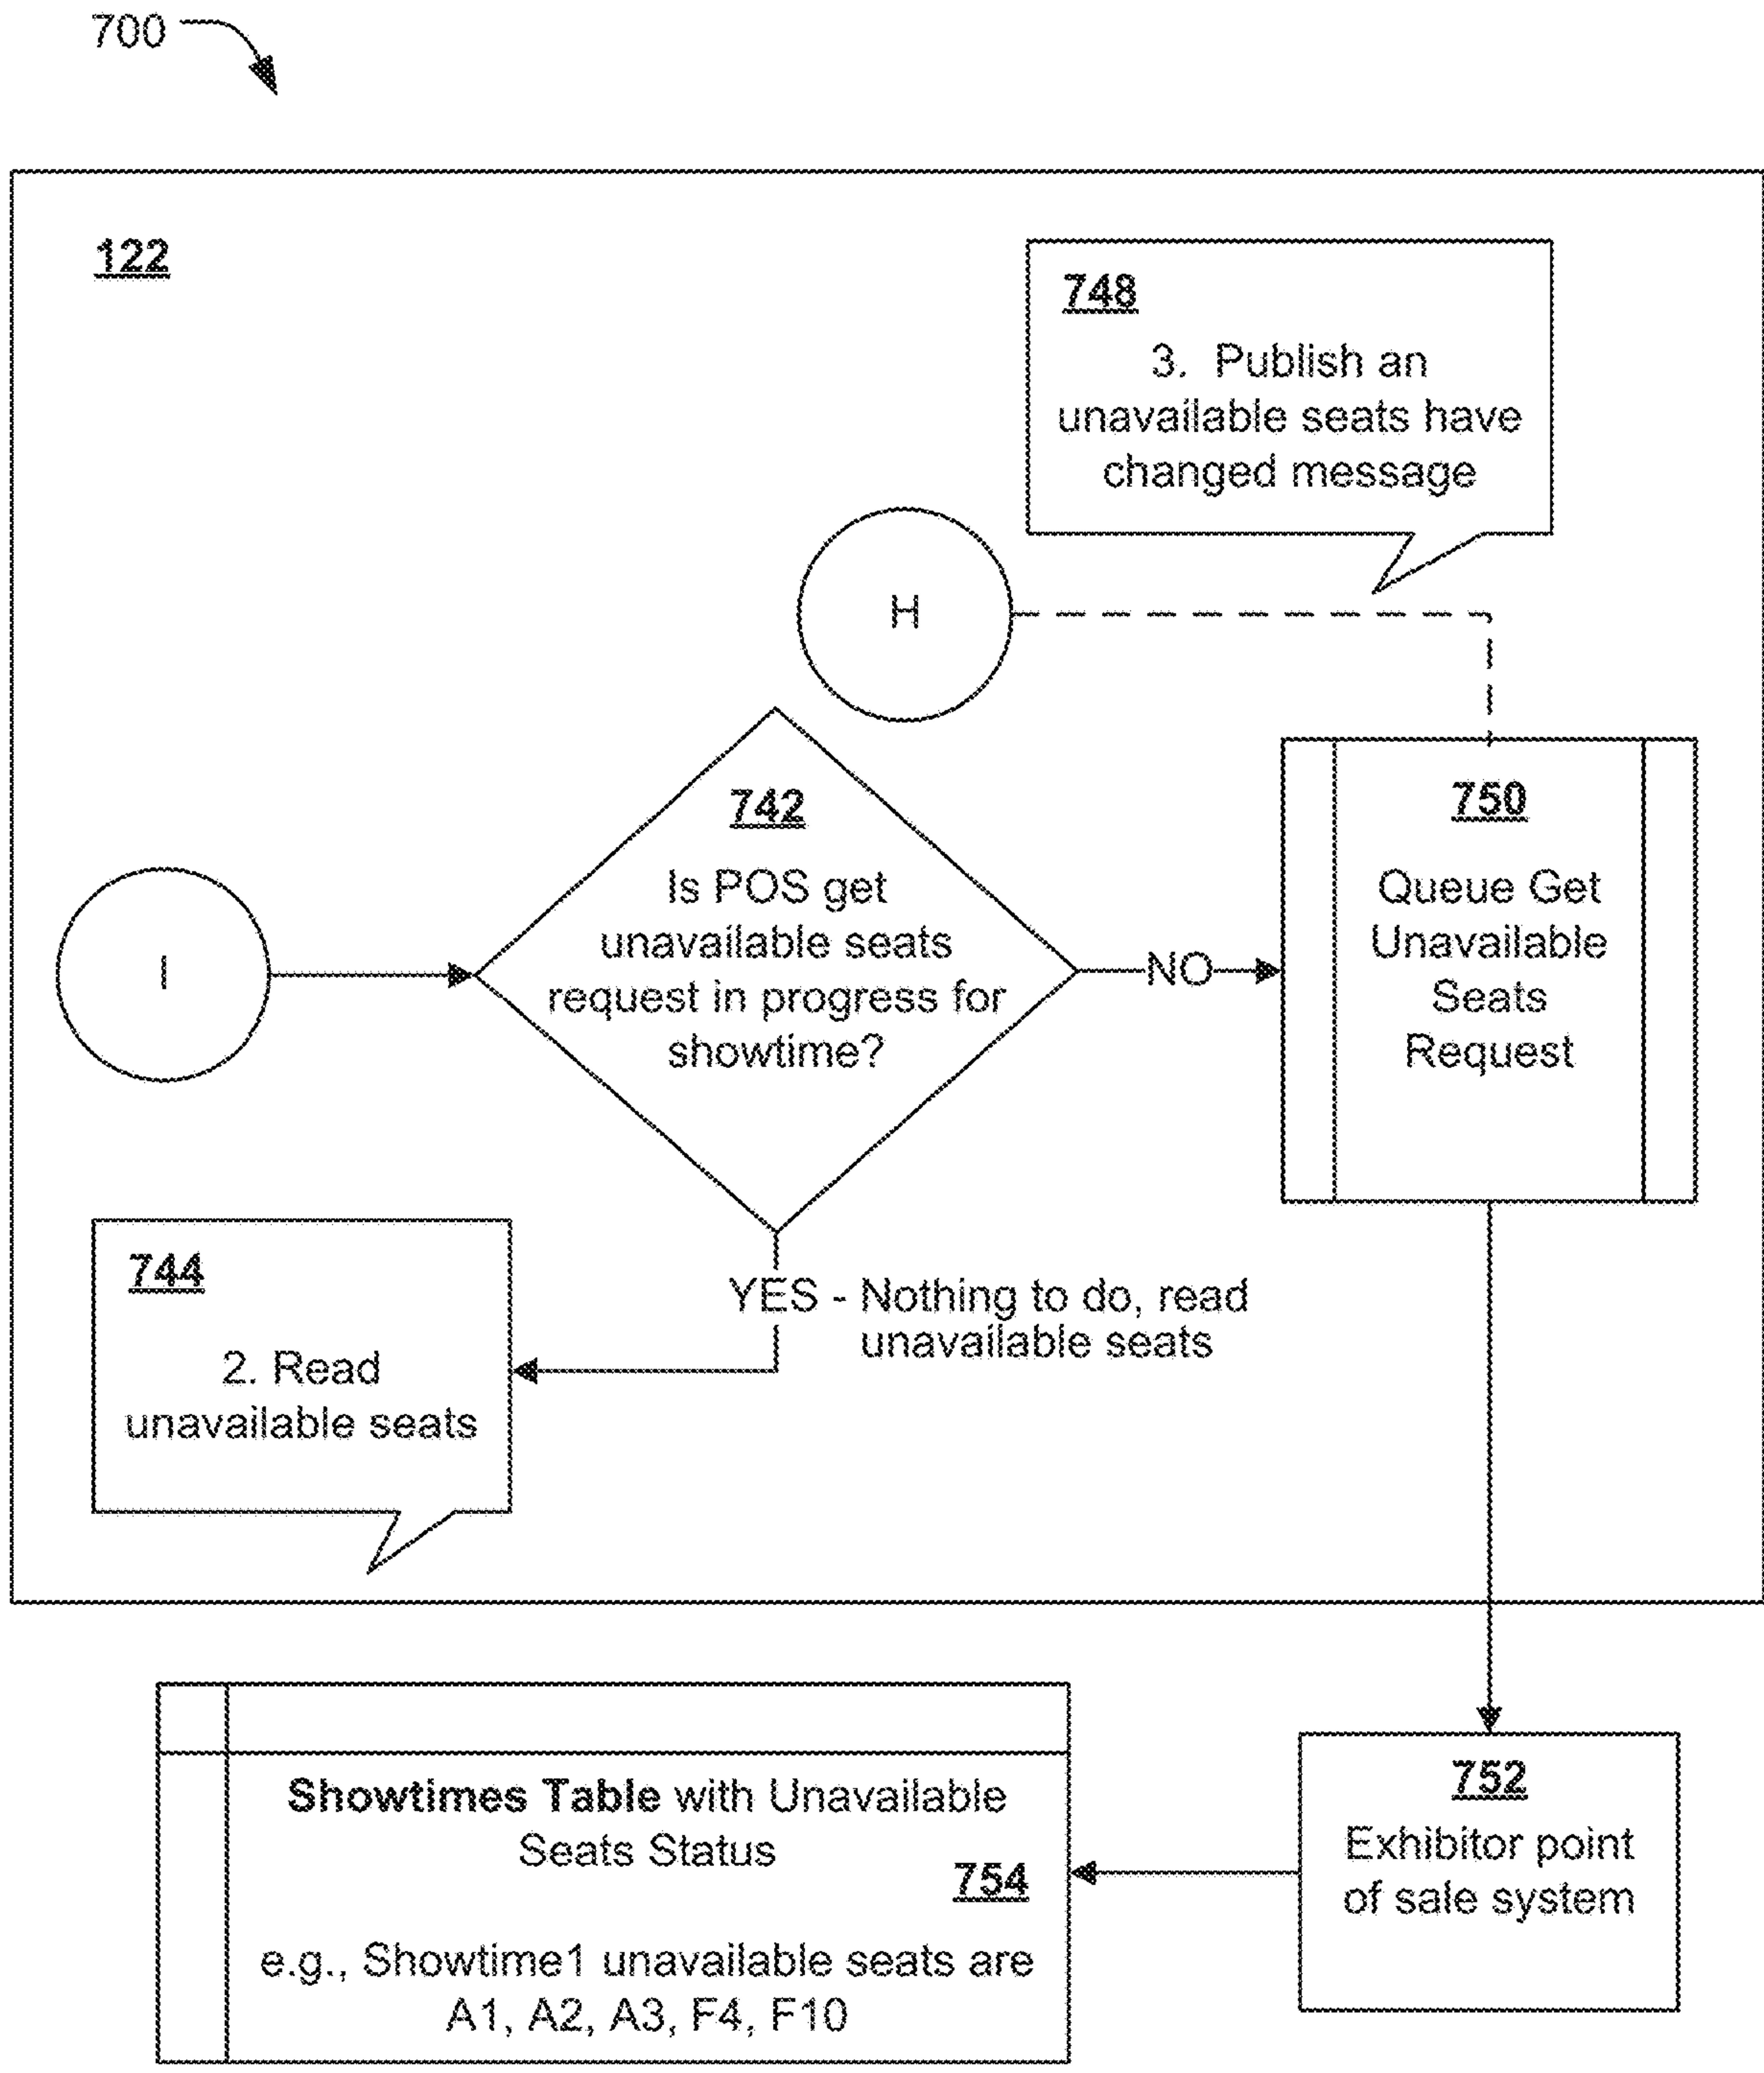 700
122
748
3. Publish an
unavailable seats have
changed message
H
742
Is POS get
unavailable seats
request in progress for
showtime?
I
NO
750
Queue Get
Unavailable
Seats
Request
YES - Nothing to do, read
unavailable seats
744
2. Read
unavailable seats
752
Exhibitor point
of sale system
Showtimes Table with Unavailable
Seats Status
754
e.g., Showtime1 unavailable seats are
A1, A2, A3, F4, F10